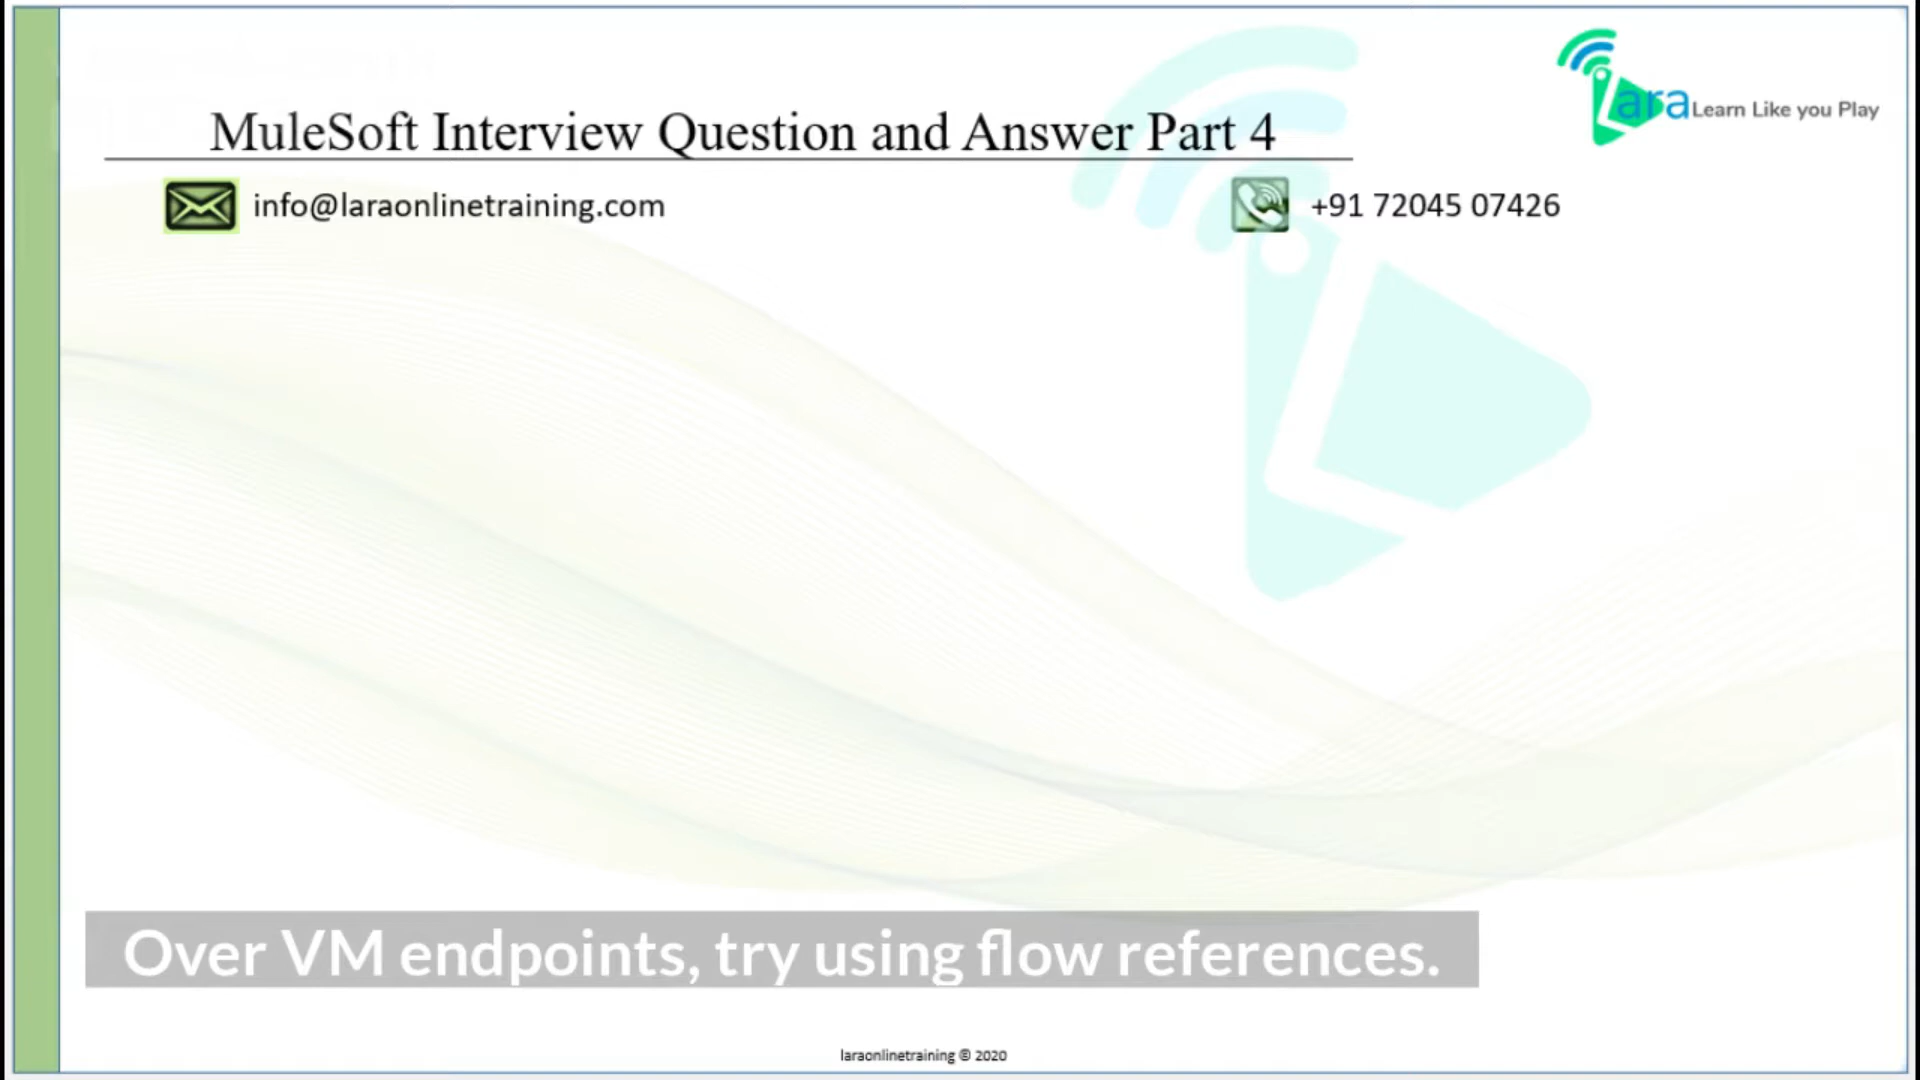 Lara Learn Like you Play
MuleSoft Interview Question and Answer Part 4
info@laraonlinetraining.com
+91 72045 07426
Over VM endpoints, try using flow references.
laraonlinetraining © 2020